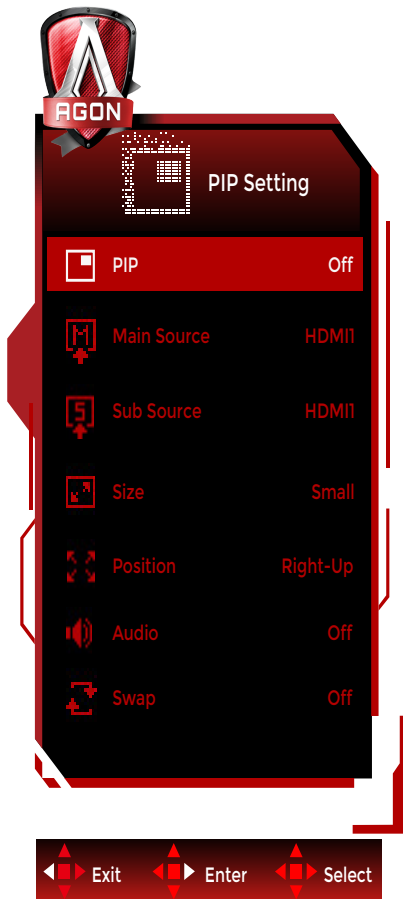 AGON
PIP Setting
PIP Off
Main Source HDMI1
Sub Source HDMI1
Size Small
Position Right-Up
Audio Off
Swap Off
Exit Enter Select